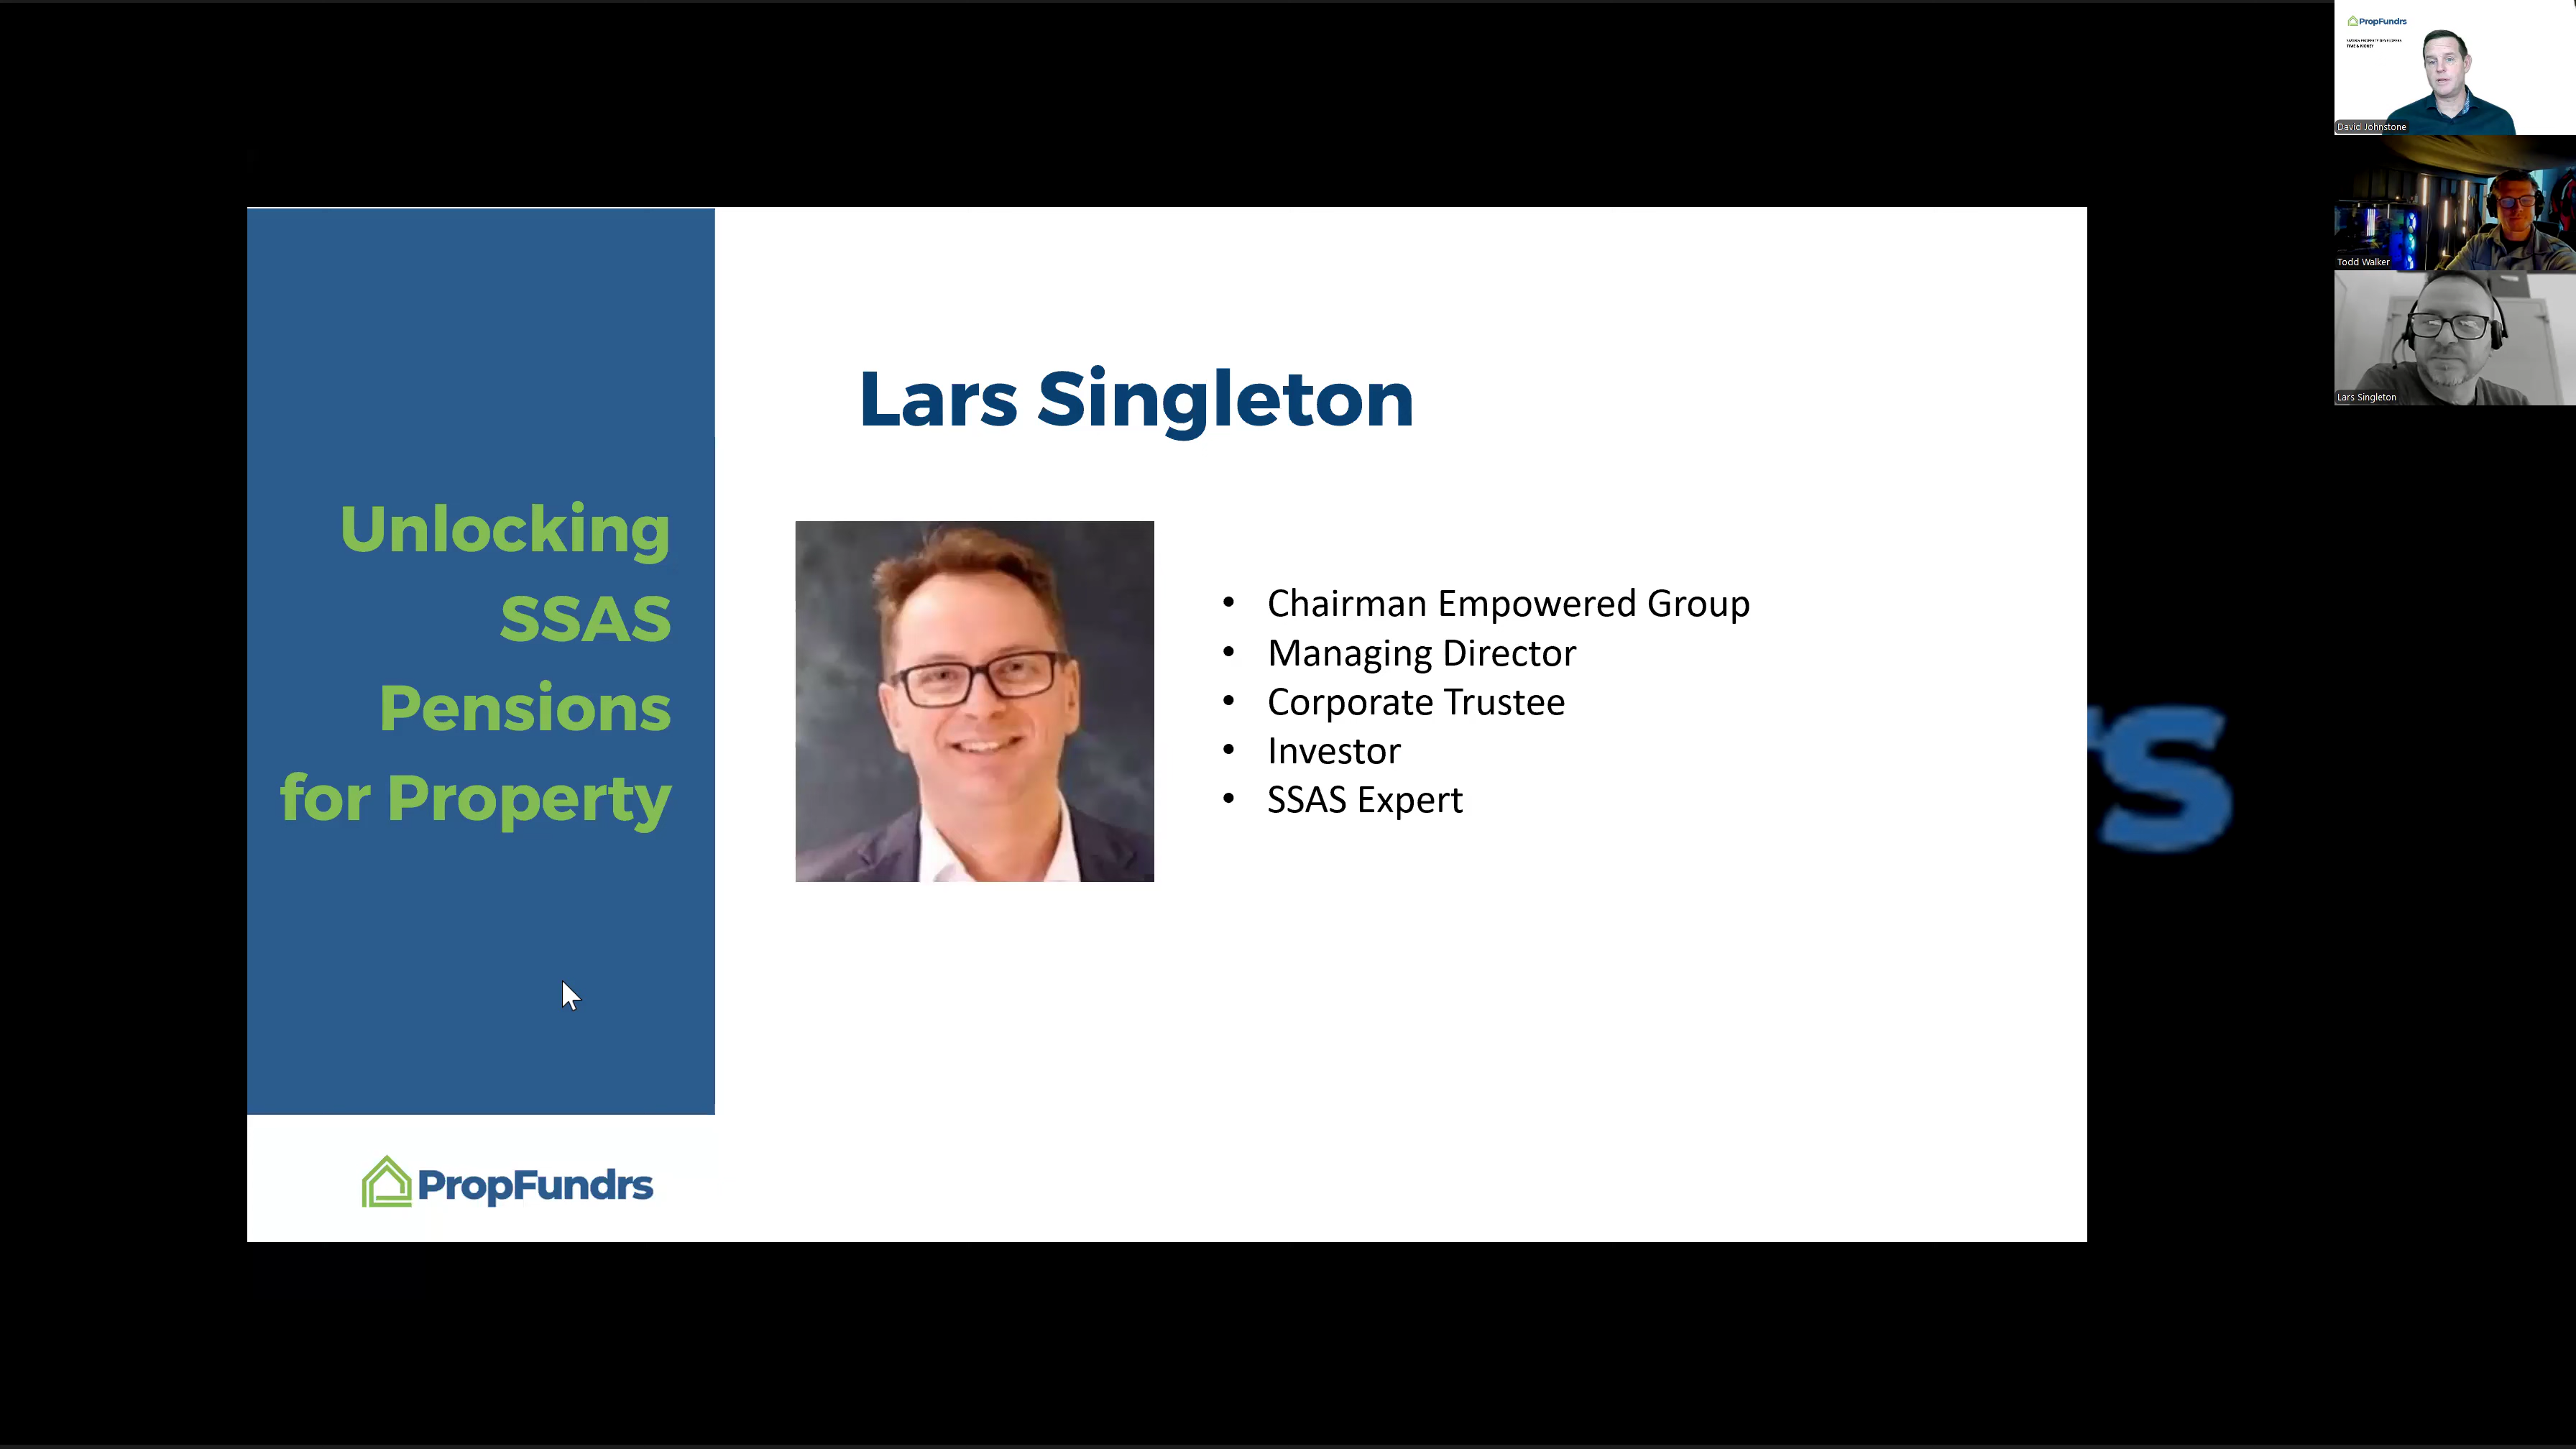 Unlocking
SSAS
Pensions
for Property
PropFundrs
Lars Singleton
• Chairman Empowered Group
• Managing Director
• Corporate Trustee
• Investor
• SSAS Expert
rs
PropFundrs
David Johnstone
Todd Walker
Lars Singleton